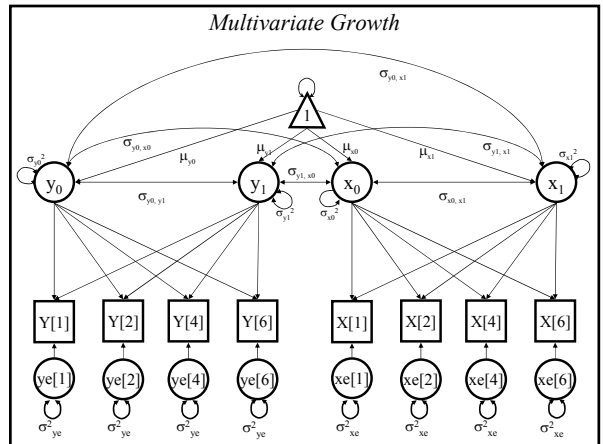 Multivariate Growth
σy0, x1
1
σy0, x0
μy0
μy1
μx0
μx1
σy1, x1
σy0²
σx1²
y0
y1
x0
x1
σy1, x0
σy0, y1
σy1²
σx0²
σx0, x1
Y[1] Y[2] Y[4] Y[6] X[1] X[2] X[4] X[6]
ye[1] ye[2] ye[4] ye[6] xe[1] xe[2] xe[4] xe[6]
σ²ye σ²ye σ²ye σ²ye σ²xe σ²xe σ²xe σ²xe